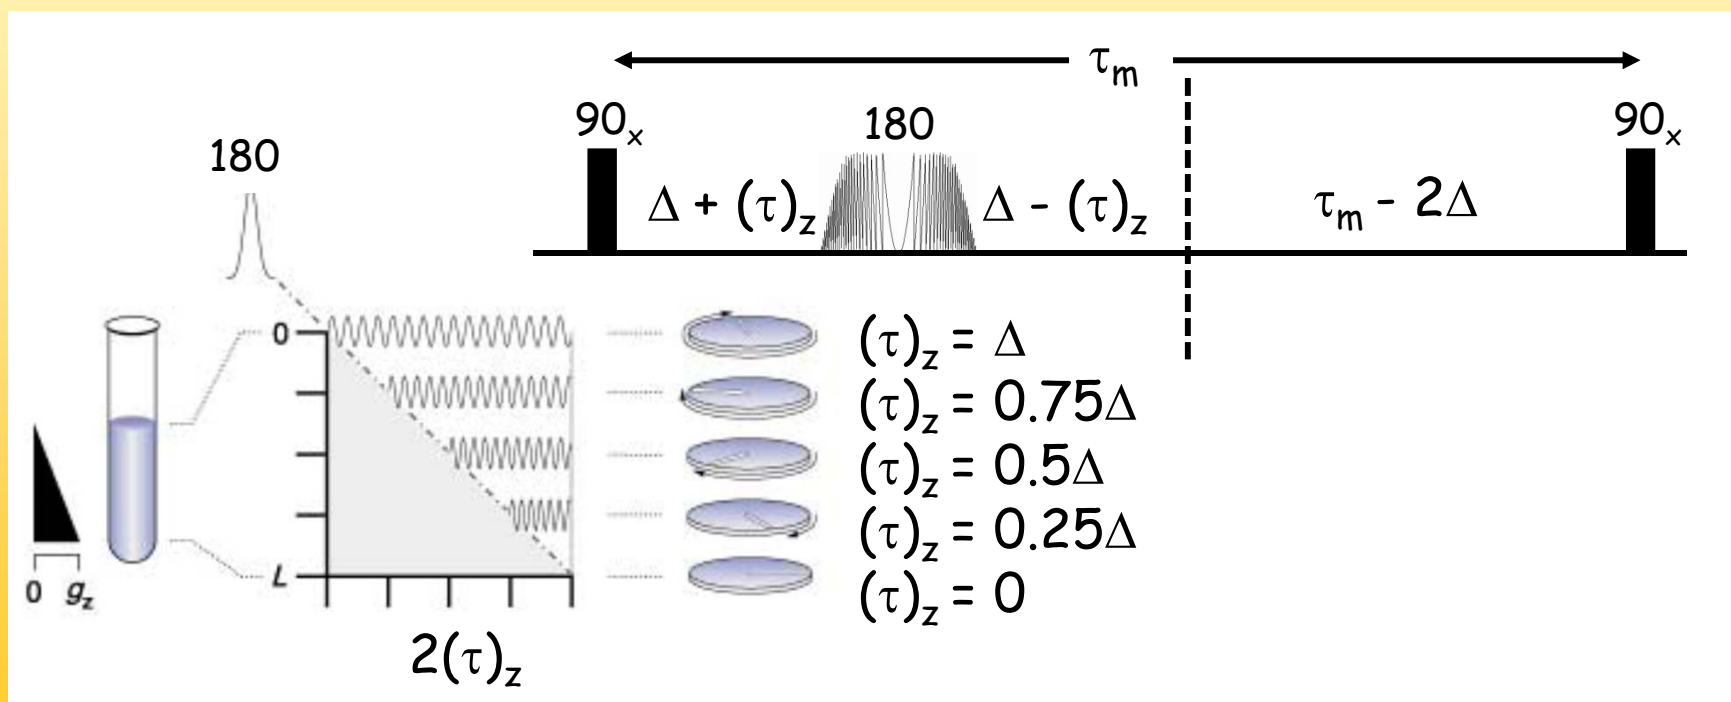 τm
90x
180
90x
180
Δ + (τ)z
Δ - (τ)z
τm - 2Δ
0
(τ)z = Δ
(τ)z = 0.75Δ
(τ)z = 0.5Δ
(τ)z = 0.25Δ
L
(τ)z = 0
0 gz
2(τ)z